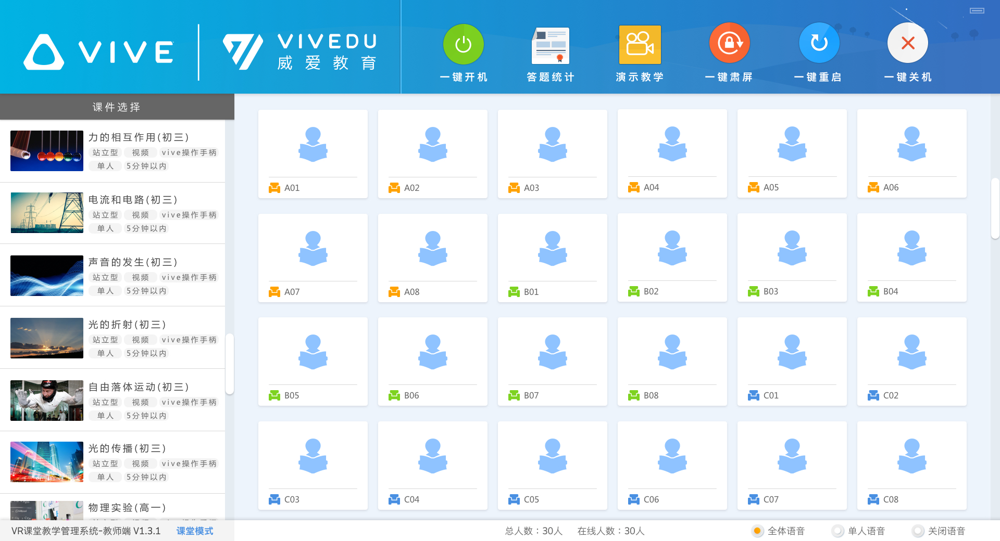 VIVE
VIVEDU
威爱教育
一键开机
答题统计
演示教学
一键肃屏
一键重启
一键关机
课件选择
力的相互作用(初三)
站立型 视频 vive操作手柄
单人 5分钟以内
电流和电路(初三)
站立型 视频 vive操作手柄
单人 5分钟以内
声音的发生(初三)
站立型 视频 vive操作手柄
单人 5分钟以内
光的折射(初三)
站立型 视频 vive操作手柄
单人 5分钟以内
自由落体运动(初三)
站立型 视频 vive操作手柄
单人 5分钟以内
光的传播(初三)
站立型 视频 vive操作手柄
单人 5分钟以内
物理实验(高一)
A01 A02 A03 A04 A05 A06
A07 A08 B01 B02 B03 B04
B05 B06 B07 B08 C01 C02
C03 C04 C05 C06 C07 C08
VR课堂教学管理系统-教师端 V1.3.1 课堂模式
总人数：30人 在线人数：30人
全体语音 单人语音 关闭语音